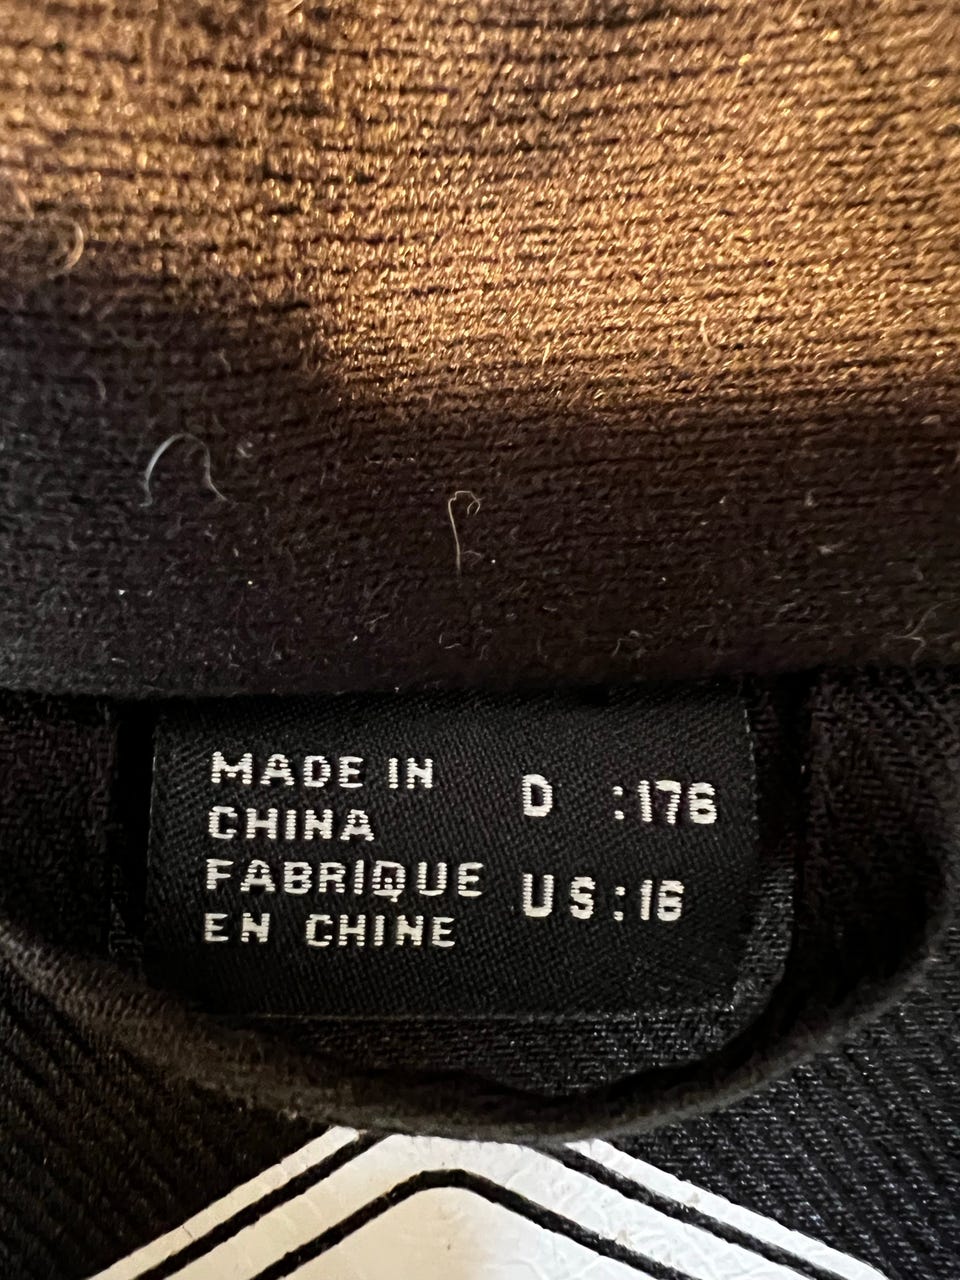 MADE IN
CHINA
FABRIQUE
EN CHINE
D :176
US:16